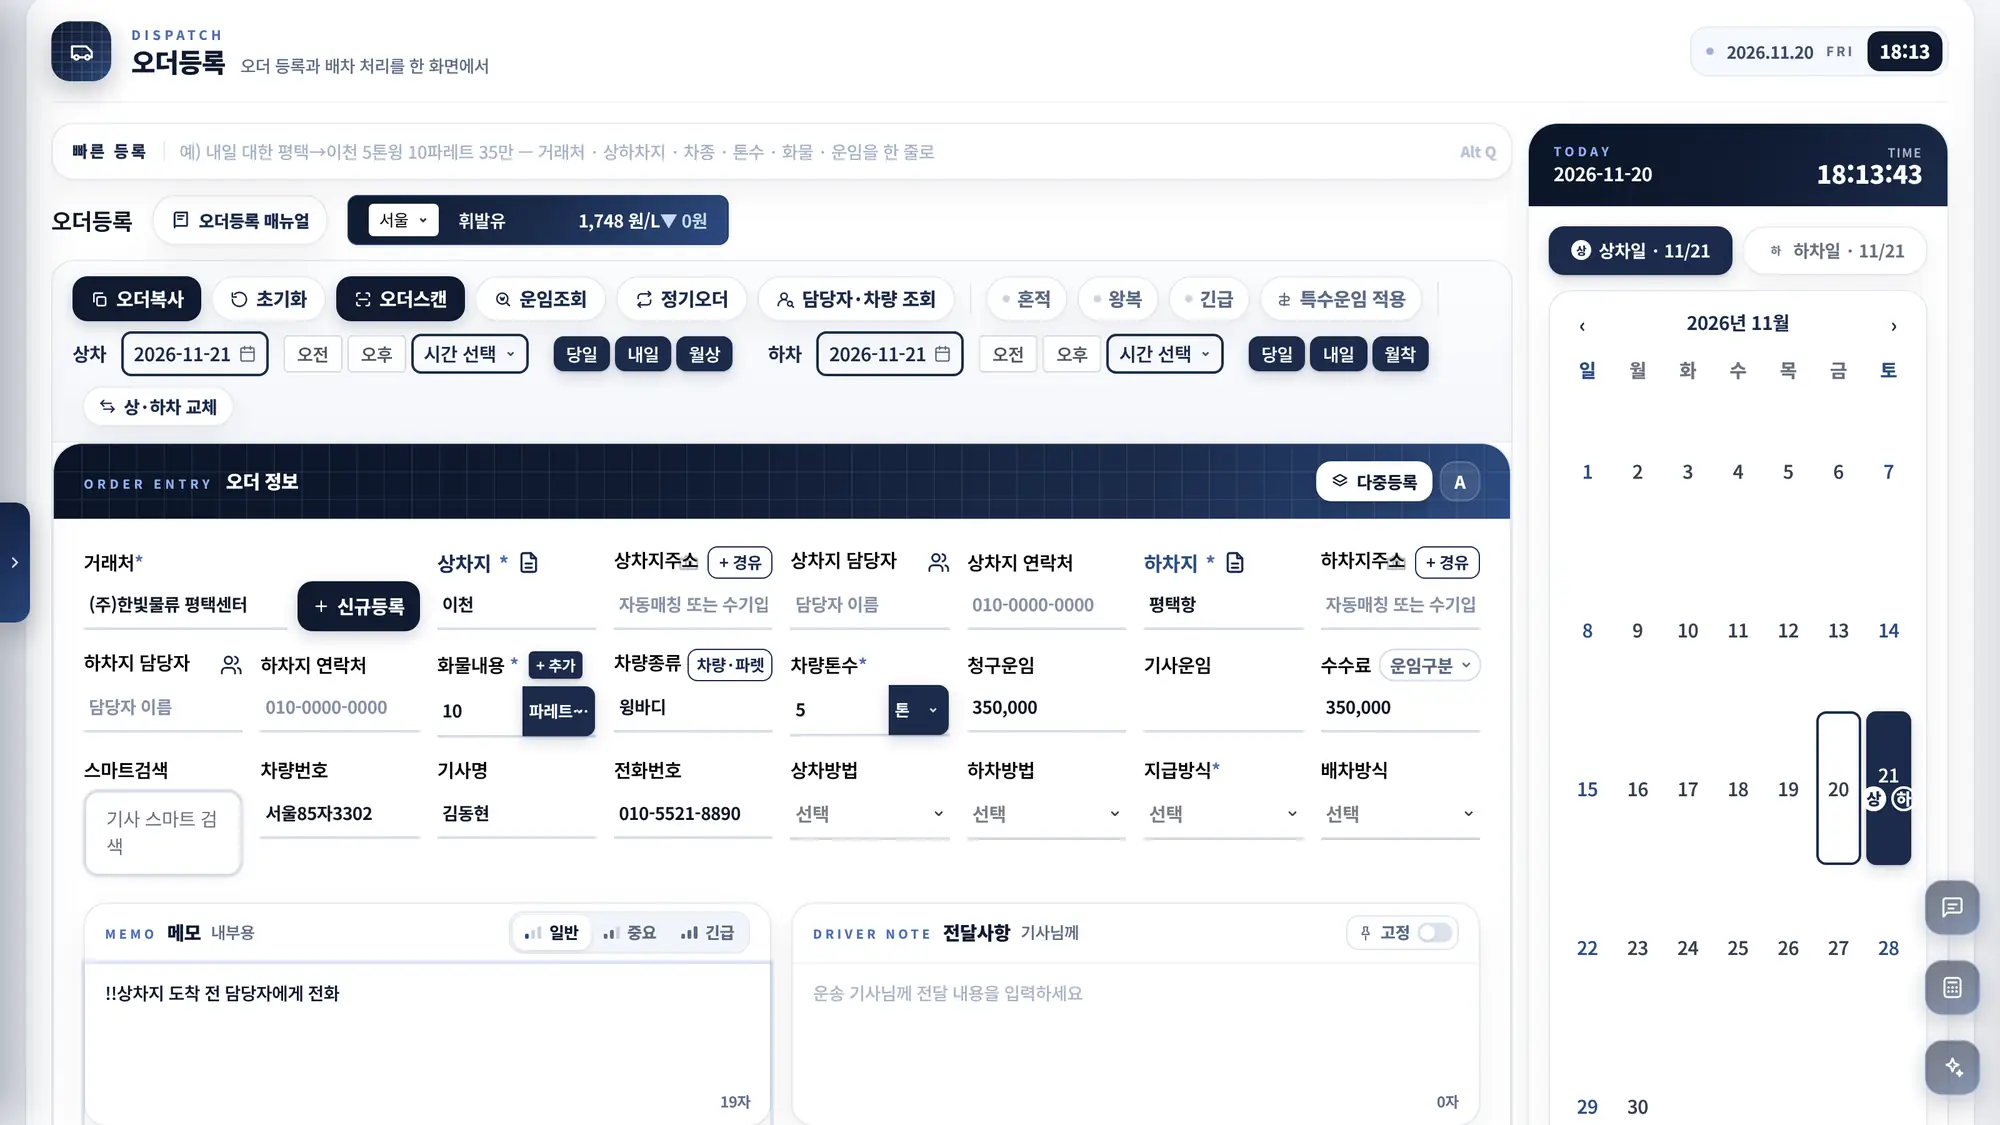 DISPATCH
오더등록 오더 등록과 배차 처리를 한 화면에서
2026.11.20 FRI 18:13
빠른 등록 예) 내일 대한 평택→이천 5톤윙 10파레트 35만 — 거래처 · 상하차지 · 차종 · 톤수 · 화물 · 운임을 한 줄로 Alt Q
오더등록 오더등록 매뉴얼 서울 휘발유 1,748 원/L▼ 0원
오더복사 초기화 오더스캔 운임조회 정기오더 담당자·차량 조회 혼적 왕복 긴급 특수운임 적용
상차 2026-11-21 오전 오후 시간 선택 당일 내일 월상 하차 2026-11-21 오전 오후 시간 선택 당일 내일 월착
상·하차 교체
ORDER ENTRY 오더 정보 다중등록 A
거래처* 상차지 * 상차지주소 + 경유 상차지 담당자 상차지 연락처 하차지 * 하차지주소 + 경유
(주)한빛물류 평택센터 + 신규등록 이천 자동매칭 또는 수기입 담당자 이름 010-0000-0000 평택항 자동매칭 또는 수기입
하차지 담당자 하차지 연락처 화물내용 * + 추가 차량종류 차량·파렛 차량톤수* 청구운임 기사운임 수수료 운임구분
담당자 이름 010-0000-0000 10 파레트 윙바디 5 톤 350,000 350,000
스마트검색 차량번호 기사명 전화번호 상차방법 하차방법 지급방식* 배차방식
기사 스마트 검색 서울85자3302 김동현 010-5521-8890 선택 선택 선택 선택
MEMO 메모 내부용 일반 중요 긴급
!!상차지 도착 전 담당자에게 전화
19자
DRIVER NOTE 전달사항 기사님께 고정
운송 기사님께 전달 내용을 입력하세요
0자
TODAY TIME
2026-11-20 18:13:43
상 상차일 · 11/21 하 하차일 · 11/21
‹ 2026년 11월 ›
일 월 화 수 목 금 토
1 2 3 4 5 6 7
8 9 10 11 12 13 14
15 16 17 18 19 20 21
상 하
22 23 24 25 26 27 28
29 30